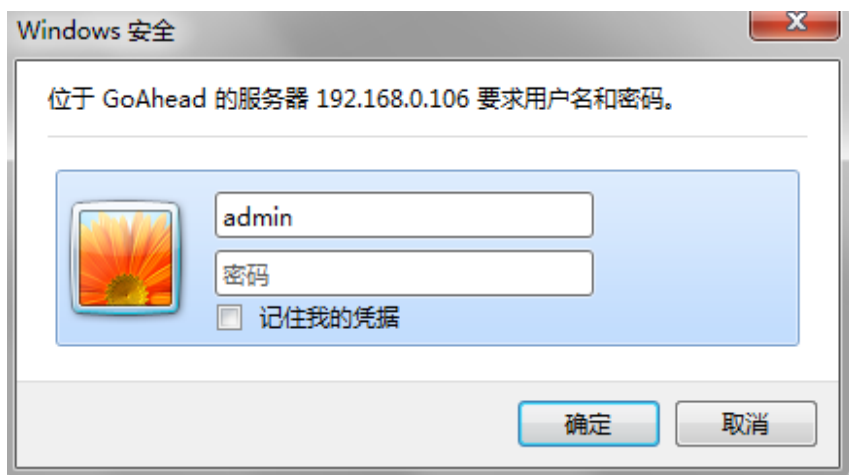 Windows 安全
位于 GoAhead 的服务器 192.168.0.106 要求用户名和密码。
admin
密码
记住我的凭据
确定
取消